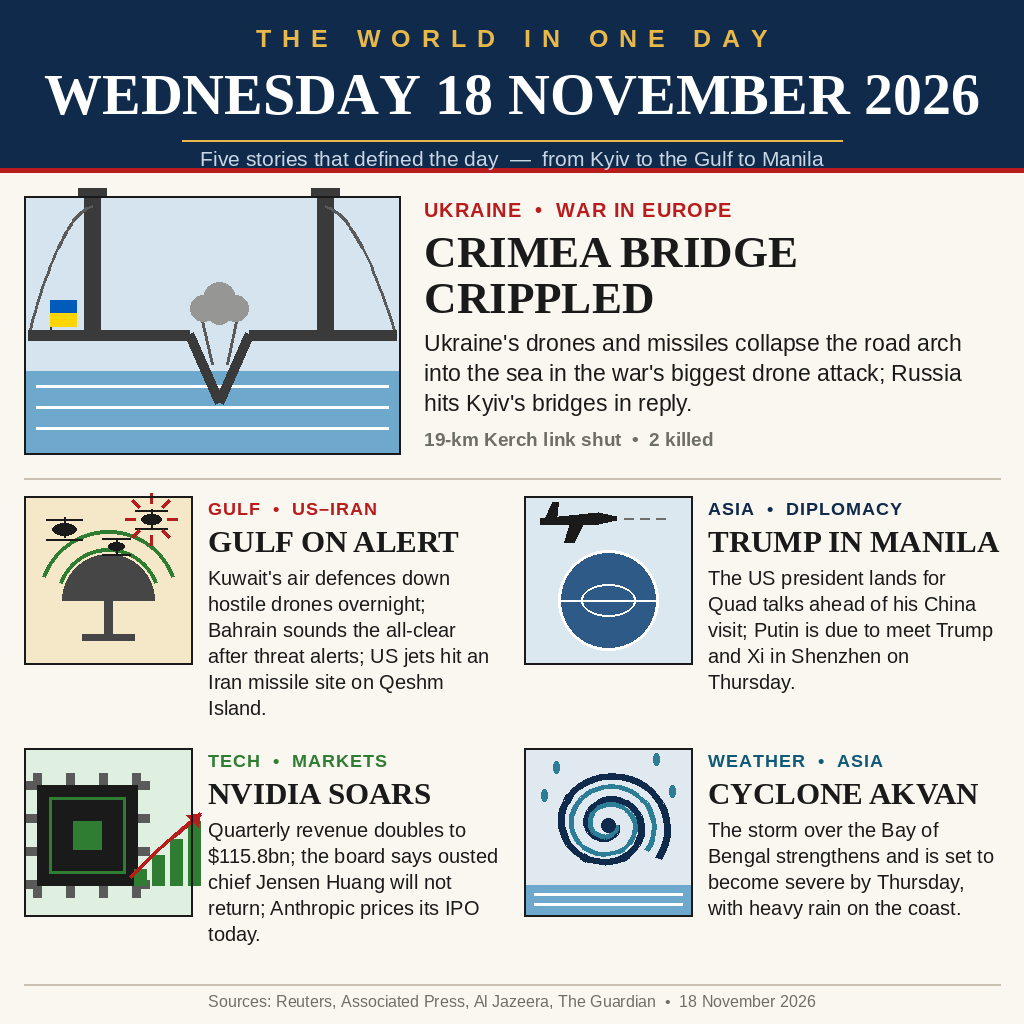 THE WORLD IN ONE DAY
WEDNESDAY 18 NOVEMBER 2026
Five stories that defined the day — from Kyiv to the Gulf to Manila
UKRAINE • WAR IN EUROPE
CRIMEA BRIDGE
CRIPPLED
Ukraine's drones and missiles collapse the road arch
into the sea in the war's biggest drone attack; Russia
hits Kyiv's bridges in reply.
19-km Kerch link shut • 2 killed
GULF • US–IRAN
GULF ON ALERT
Kuwait's air defences down
hostile drones overnight;
Bahrain sounds the all-clear
after threat alerts; US jets hit an
Iran missile site on Qeshm
Island.
ASIA • DIPLOMACY
TRUMP IN MANILA
The US president lands for
Quad talks ahead of his China
visit; Putin is due to meet Trump
and Xi in Shenzhen on
Thursday.
TECH • MARKETS
NVIDIA SOARS
Quarterly revenue doubles to
$115.8bn; the board says ousted
chief Jensen Huang will not
return; Anthropic prices its IPO
today.
WEATHER • ASIA
CYCLONE AKVAN
The storm over the Bay of
Bengal strengthens and is set to
become severe by Thursday,
with heavy rain on the coast.
Sources: Reuters, Associated Press, Al Jazeera, The Guardian • 18 November 2026